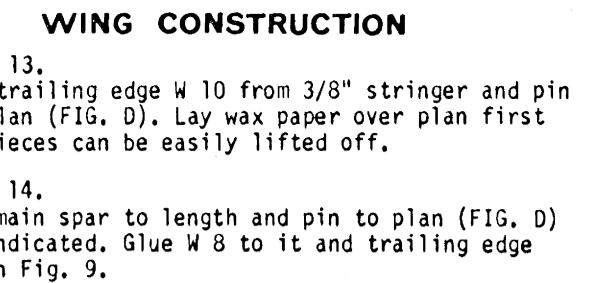 WING CONSTRUCTION
13.
trailing edge W 10 from 3/8" stringer and pin
lan (FIG. D). Lay wax paper over plan first
ieces can be easily lifted off.
14.
main spar to length and pin to plan (FIG. D)
ndicated. Glue W 8 to it and trailing edge
n Fig. 9.